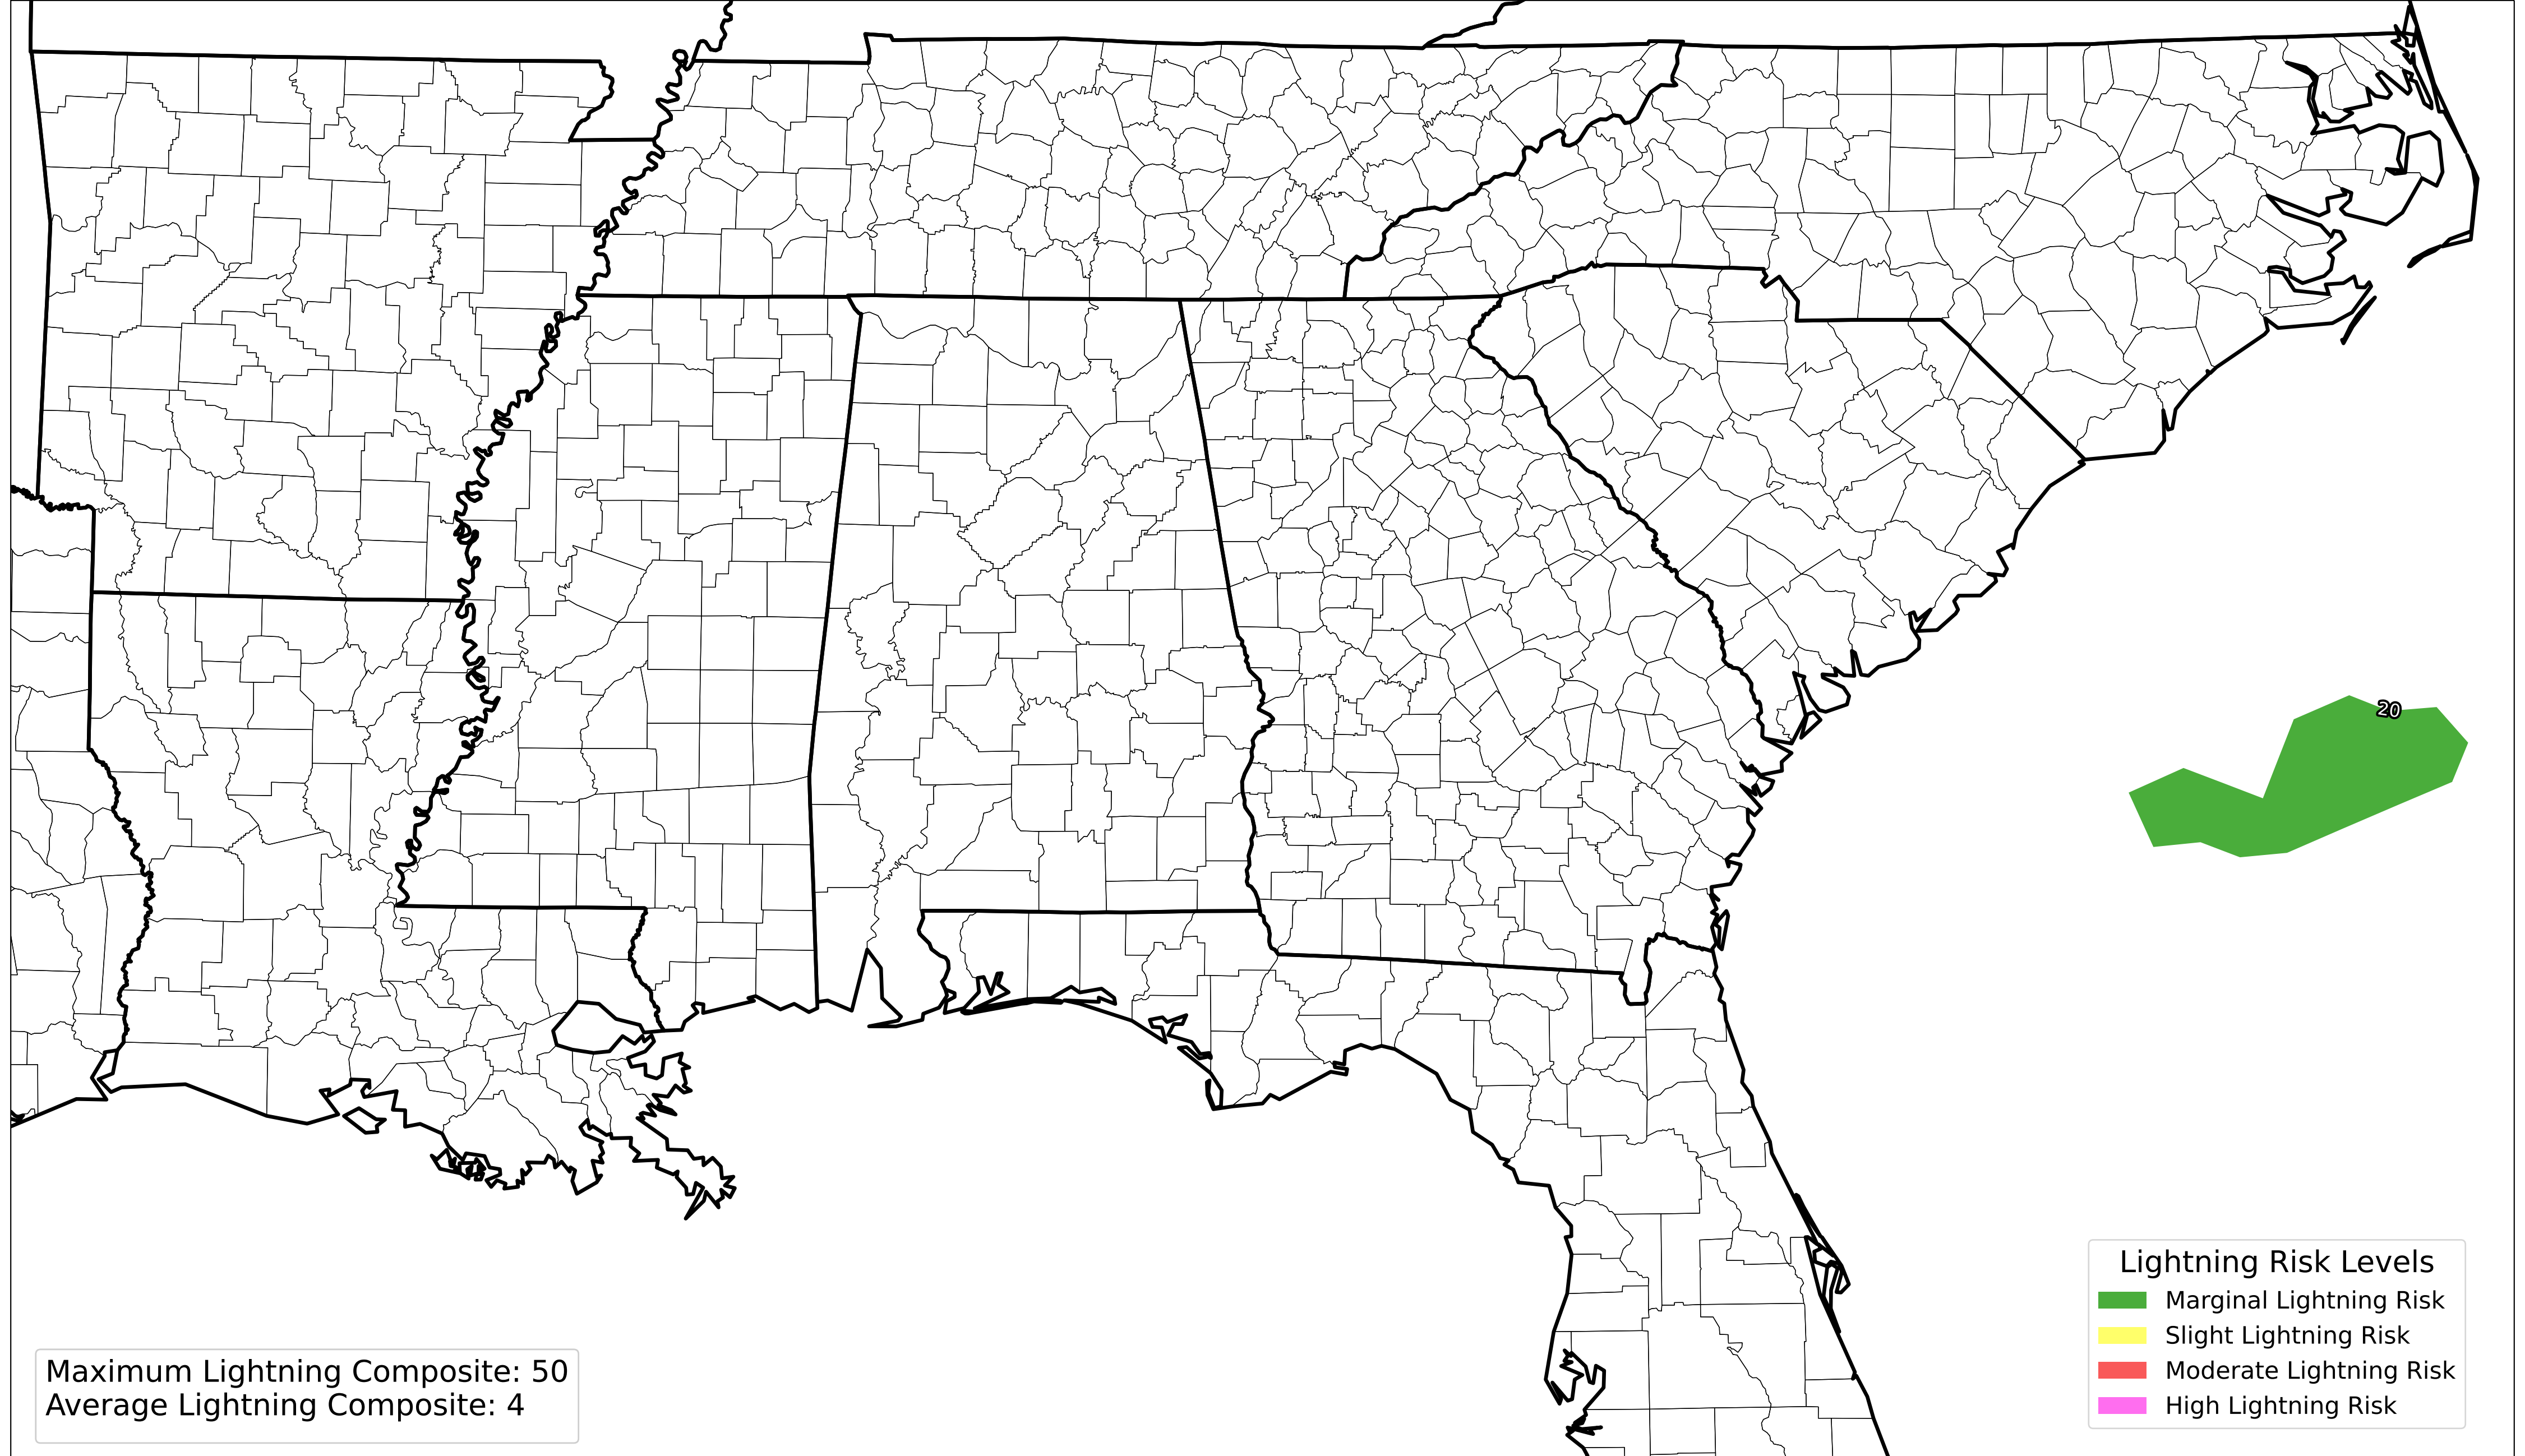 20
Lightning Risk Levels
Marginal Lightning Risk
Slight Lightning Risk
Moderate Lightning Risk
High Lightning Risk
Maximum Lightning Composite: 50
Average Lightning Composite: 4